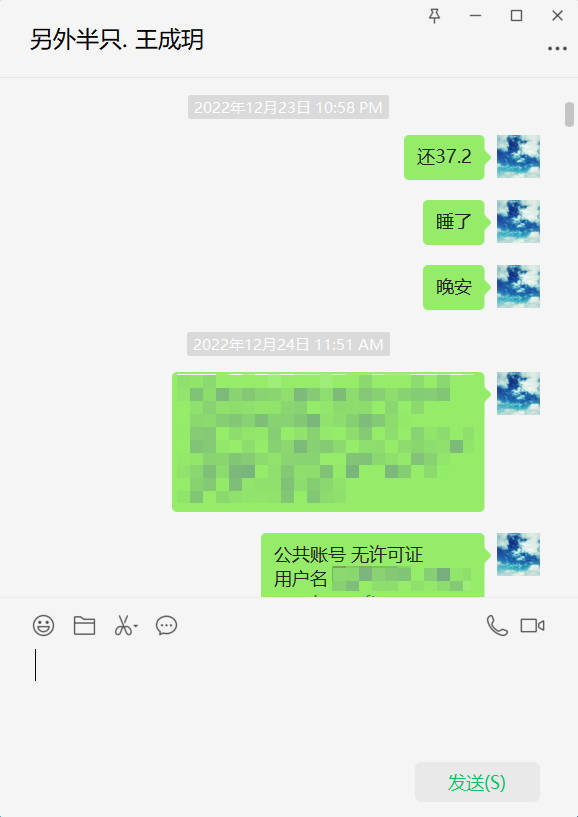 另外半只. 王成玥
2022年12月23日 10:58 PM
还37.2
睡了
晚安
2022年12月24日 11:51 AM
公共账号 无许可证
用户名
发送(S)